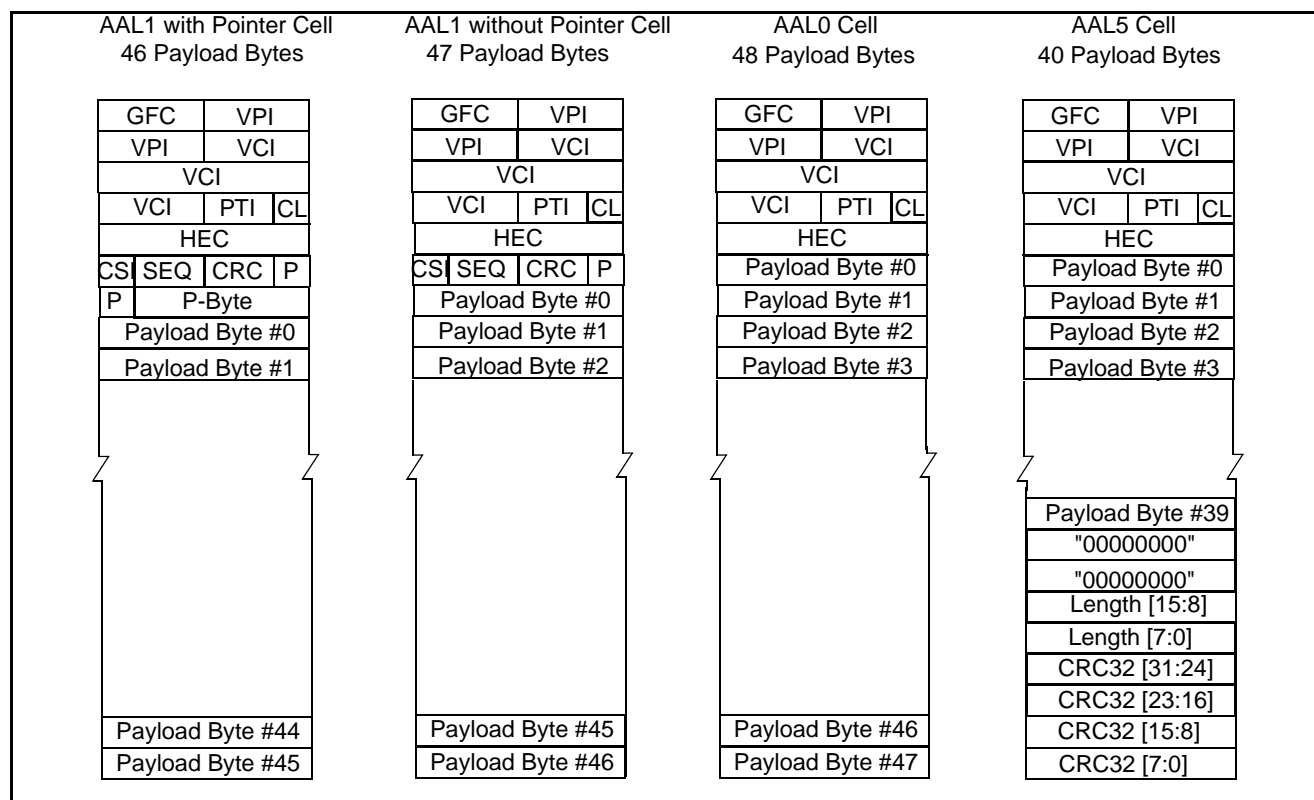 AAL1 with Pointer Cell
46 Payload Bytes
GFC VPI
VPI VCI
VCI
VCI PTI CL
HEC
CSI SEQ CRC P
P P-Byte
Payload Byte #0
Payload Byte #1
Payload Byte #44
Payload Byte #45
AAL1 without Pointer Cell
47 Payload Bytes
GFC VPI
VPI VCI
VCI
VCI PTI CL
HEC
CSI SEQ CRC P
Payload Byte #0
Payload Byte #1
Payload Byte #2
Payload Byte #45
Payload Byte #46
AAL0 Cell
48 Payload Bytes
GFC VPI
VPI VCI
VCI
VCI PTI CL
HEC
Payload Byte #0
Payload Byte #1
Payload Byte #2
Payload Byte #3
Payload Byte #46
Payload Byte #47
AAL5 Cell
40 Payload Bytes
GFC VPI
VPI VCI
VCI
VCI PTI CL
HEC
Payload Byte #0
Payload Byte #1
Payload Byte #2
Payload Byte #3
Payload Byte #39
"00000000"
"00000000"
Length [15:8]
Length [7:0]
CRC32 [31:24]
CRC32 [23:16]
CRC32 [15:8]
CRC32 [7:0]